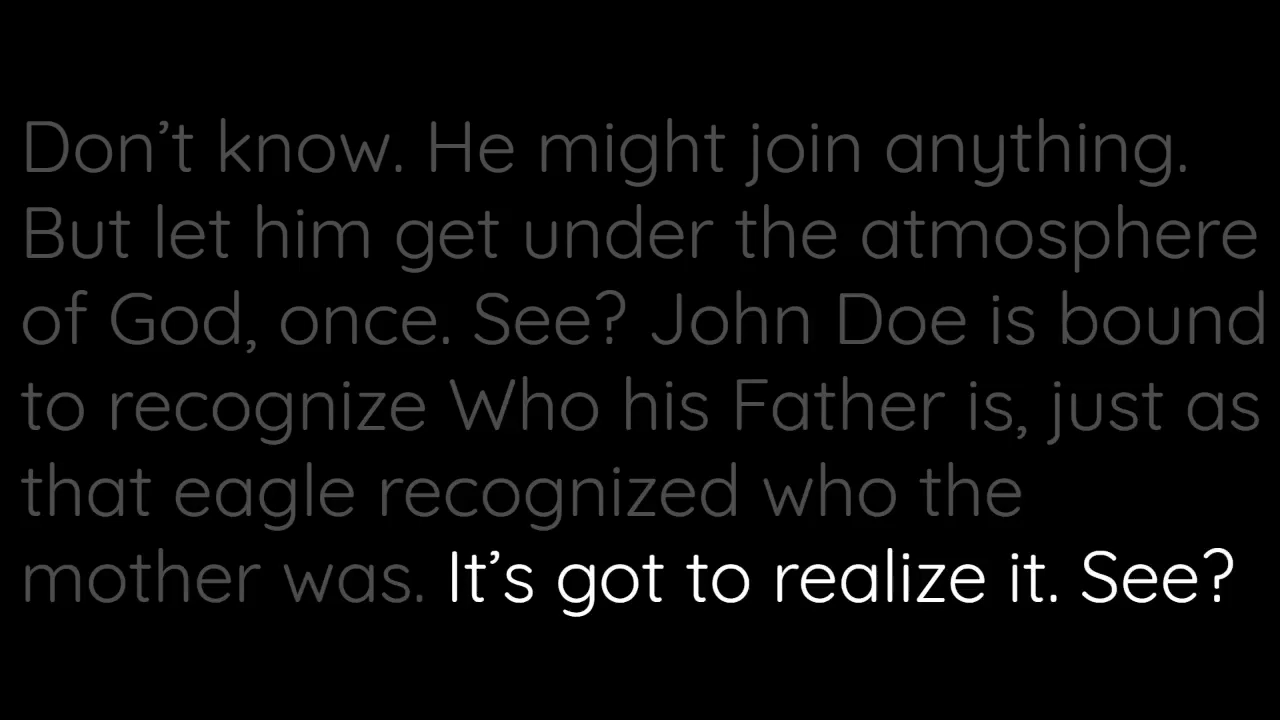 Don’t know. He might join anything.
But let him get under the atmosphere
of God, once. See? John Doe is bound
to recognize Who his Father is, just as
that eagle recognized who the
mother was. It’s got to realize it. See?